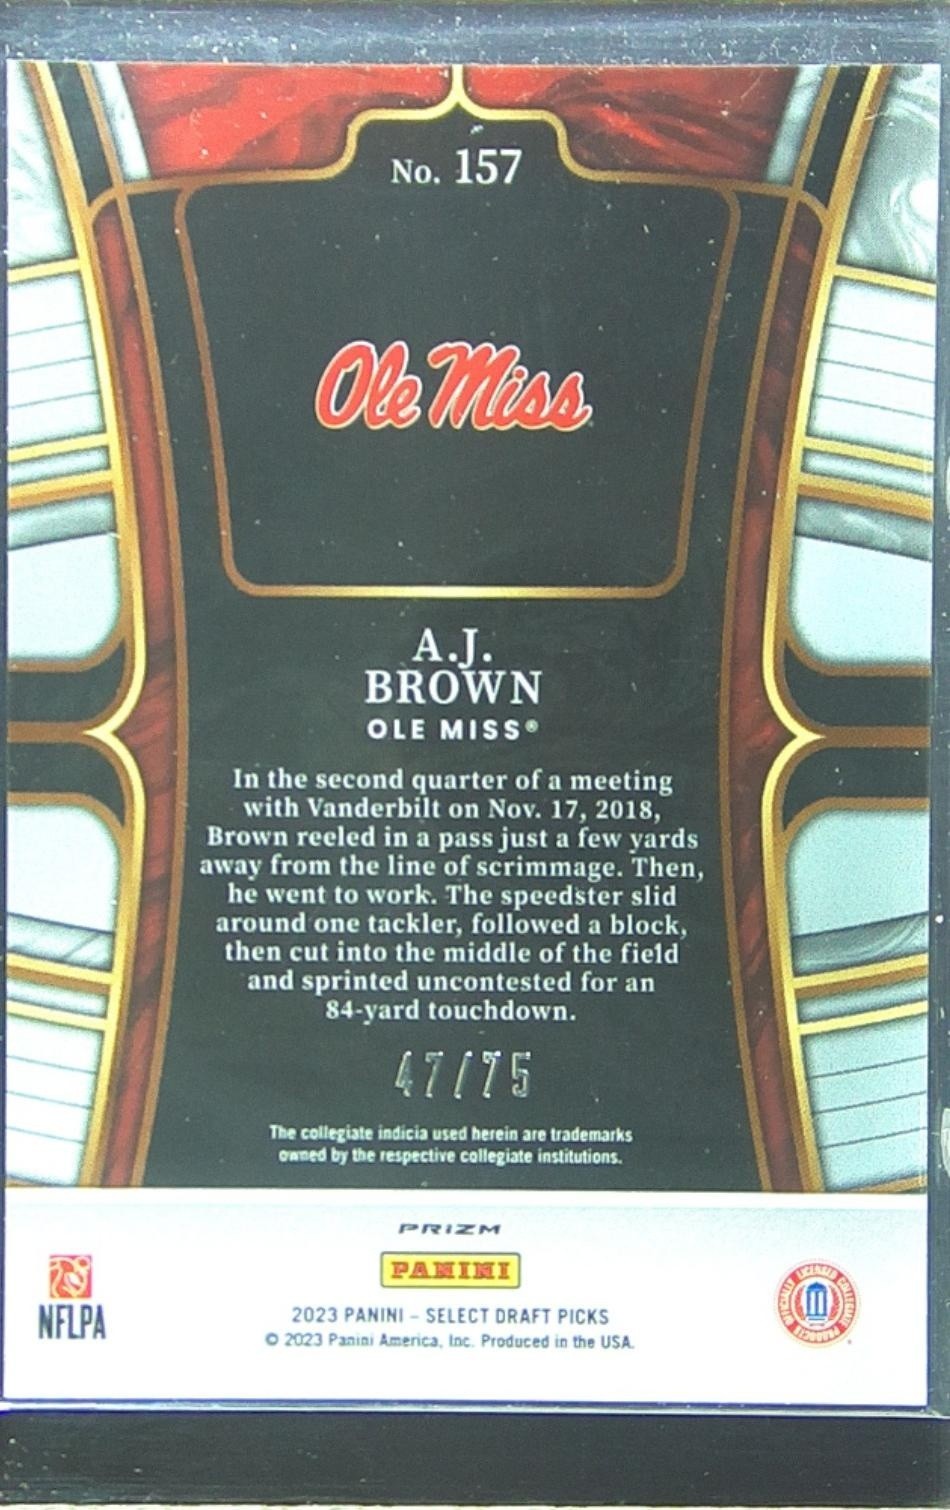 No. 157
Ole Miss
A.J.
BROWN
OLE MISS®
In the second quarter of a meeting
with Vanderbilt on Nov. 17, 2018,
Brown reeled in a pass just a few yards
away from the line of scrimmage. Then,
he went to work. The speedster slid
around one tackler, followed a block,
then cut into the middle of the field
and sprinted uncontested for an
84-yard touchdown.
47/75
The collegiate indicia used herein are trademarks
owned by the respective collegiate institutions.
PRIZM
PANINI
NFLPA
OFFICIALLY LICENSED COLLEGIATE PRODUCTS
2023 PANINI – SELECT DRAFT PICKS
© 2023 Panini America, Inc. Produced in the USA.